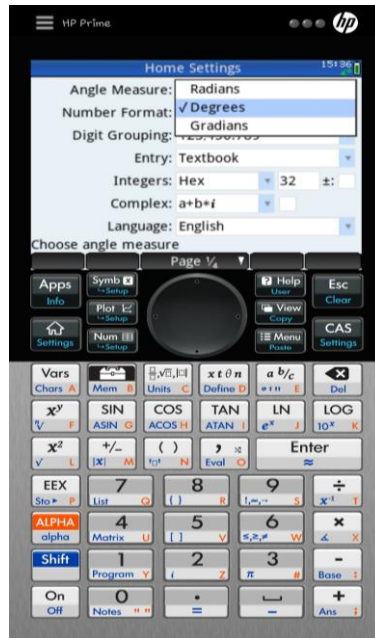 HP Prime
hp
Home Settings 15:36
Angle Measure: Radians
Number Format: ✓Degrees
Gradians
Digit Grouping:
Entry: Textbook
Integers: Hex 32 ±:
Complex: a+b*i
Language: English
Choose angle measure
Page ¼
Apps Symb Help Esc
Info Setup User Clear
Plot View
Setup Copy
Num Menu CAS
Settings Setup Paste Settings
Vars x t θ n a b/c
Chars A Mem B Units C Define D E Del
xʸ SIN COS TAN LN LOG
F ASIN G ACOS H ATAN I eˣ J 10ˣ K
x² +/- ( ) , Enter
√ L |x| M N Eval O ≈
EEX 7 8 9 ÷
Sto ► P List Q { } R S x⁻¹ T
ALPHA 4 5 6 ×
alpha Matrix U [ ] V ≤,≥,≠ W ∠ X
Shift 1 2 3 -
Program Y i Z π # Base :
On 0 . +
Off Notes " " = _ Ans ;